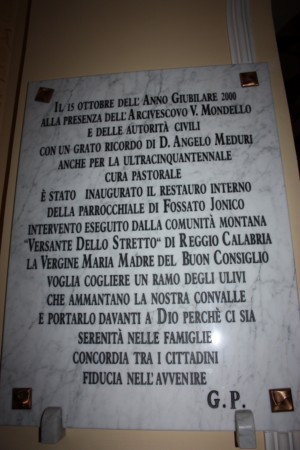 IL 15 OTTOBRE DELL' ANNO GIUBILARE 2000
ALLA PRESENZA DELL'ARCIVESCOVO V. MONDELLO
E DELLE AUTORITÀ CIVILI
CON UN GRATO RICORDO DI D. ANGELO MEDURI
ANCHE PER LA ULTRACINQUANTENNALE
CURA PASTORALE
È STATO INAUGURATO IL RESTAURO INTERNO
DELLA PARROCCHIALE DI FOSSATO JONICO
INTERVENTO ESEGUITO DALLA COMUNITÀ MONTANA
"VERSANTE DELLO STRETTO" DI REGGIO CALABRIA
LA VERGINE MARIA MADRE DEL BUON CONSIGLIO
VOGLIA COGLIERE UN RAMO DEGLI ULIVI
CHE AMMANTANO LA NOSTRA CONVALLE
E PORTARLO DAVANTI A DIO PERCHÈ CI SIA
SERENITÀ NELLE FAMIGLIE
CONCORDIA TRA I CITTADINI
FIDUCIA NELL'AVVENIRE
G. P.